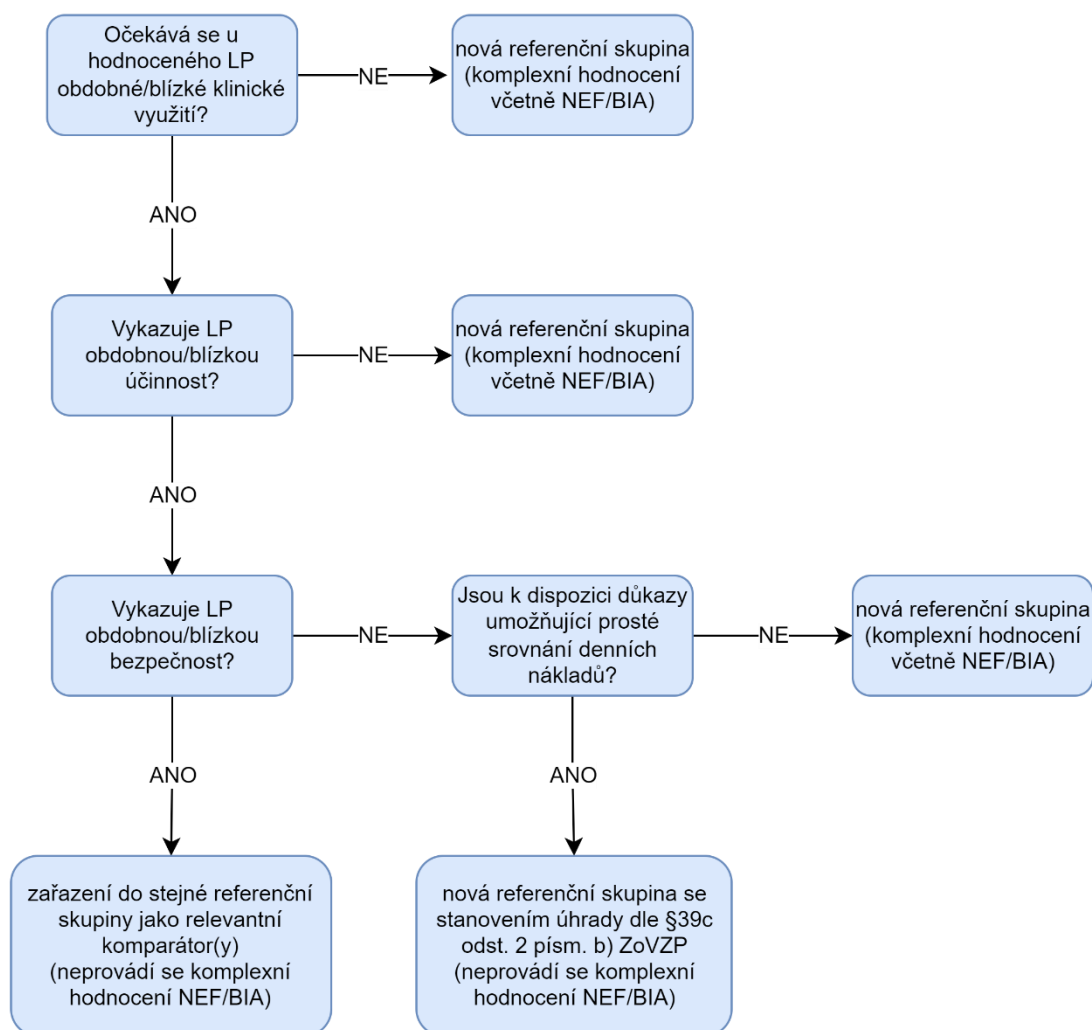 Očekává se u
hodnoceného LP
obdobné/blízké klinické
využití?
NE
nová referenční skupina
(komplexní hodnocení
včetně NEF/BIA)
ANO
Vykazuje LP
obdobnou/blízkou
účinnost?
NE
nová referenční skupina
(komplexní hodnocení
včetně NEF/BIA)
ANO
Vykazuje LP
obdobnou/blízkou
bezpečnost?
NE
Jsou k dispozici důkazy
umožňující prosté
srovnání denních
nákladů?
NE
nová referenční skupina
(komplexní hodnocení
včetně NEF/BIA)
ANO
ANO
zařazení do stejné referenční
skupiny jako relevantní
komparátor(y)
(neprovádí se komplexní
hodnocení NEF/BIA)
nová referenční skupina se
stanovením úhrady dle §39c
odst. 2 písm. b) ZoVZP
(neprovádí se komplexní
hodnocení NEF/BIA)